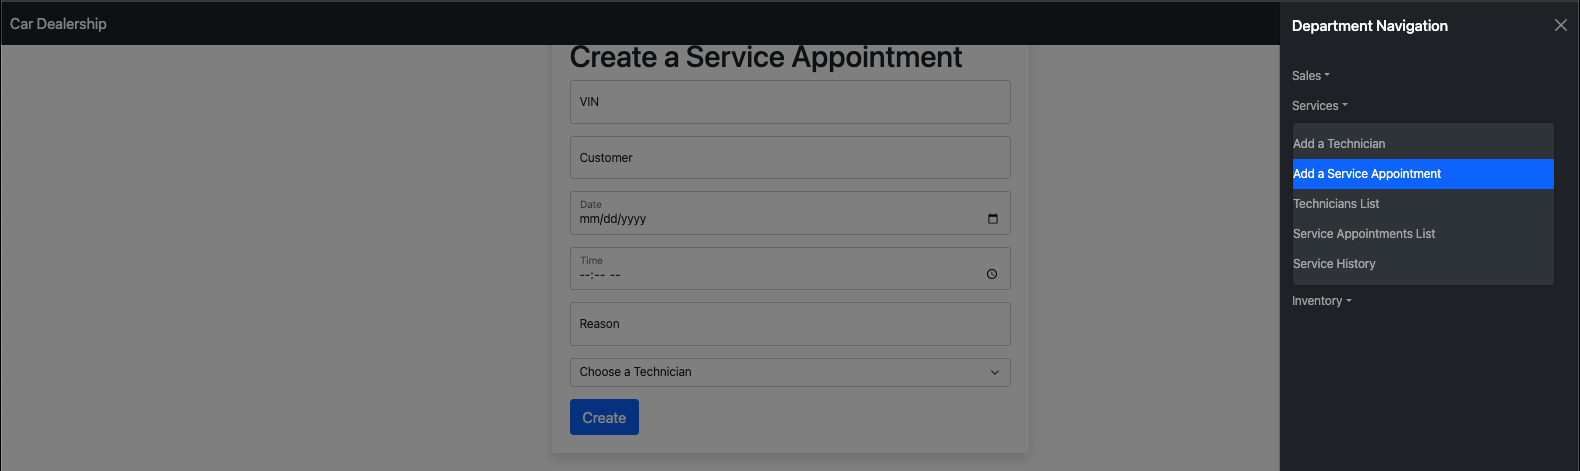 Car Dealership
Create a Service Appointment
VIN
Customer
Date
mm/dd/yyyy
Time
--:-- --
Reason
Choose a Technician
Create
Department Navigation
Sales
Services
Add a Technician
Add a Service Appointment
Technicians List
Service Appointments List
Service History
Inventory